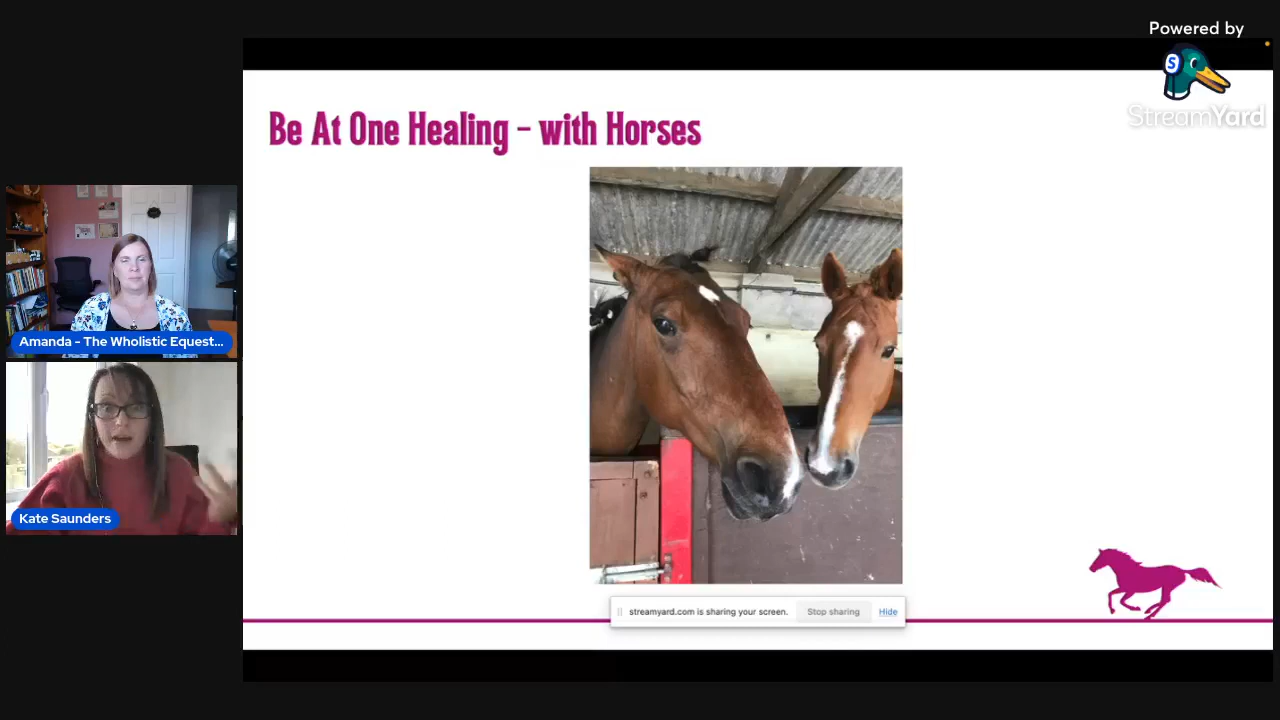 Powered by
StreamYard
Be At One Healing - with Horses
Amanda - The Wholistic Equest...
Kate Saunders
streamyard.com is sharing your screen. Stop sharing Hide